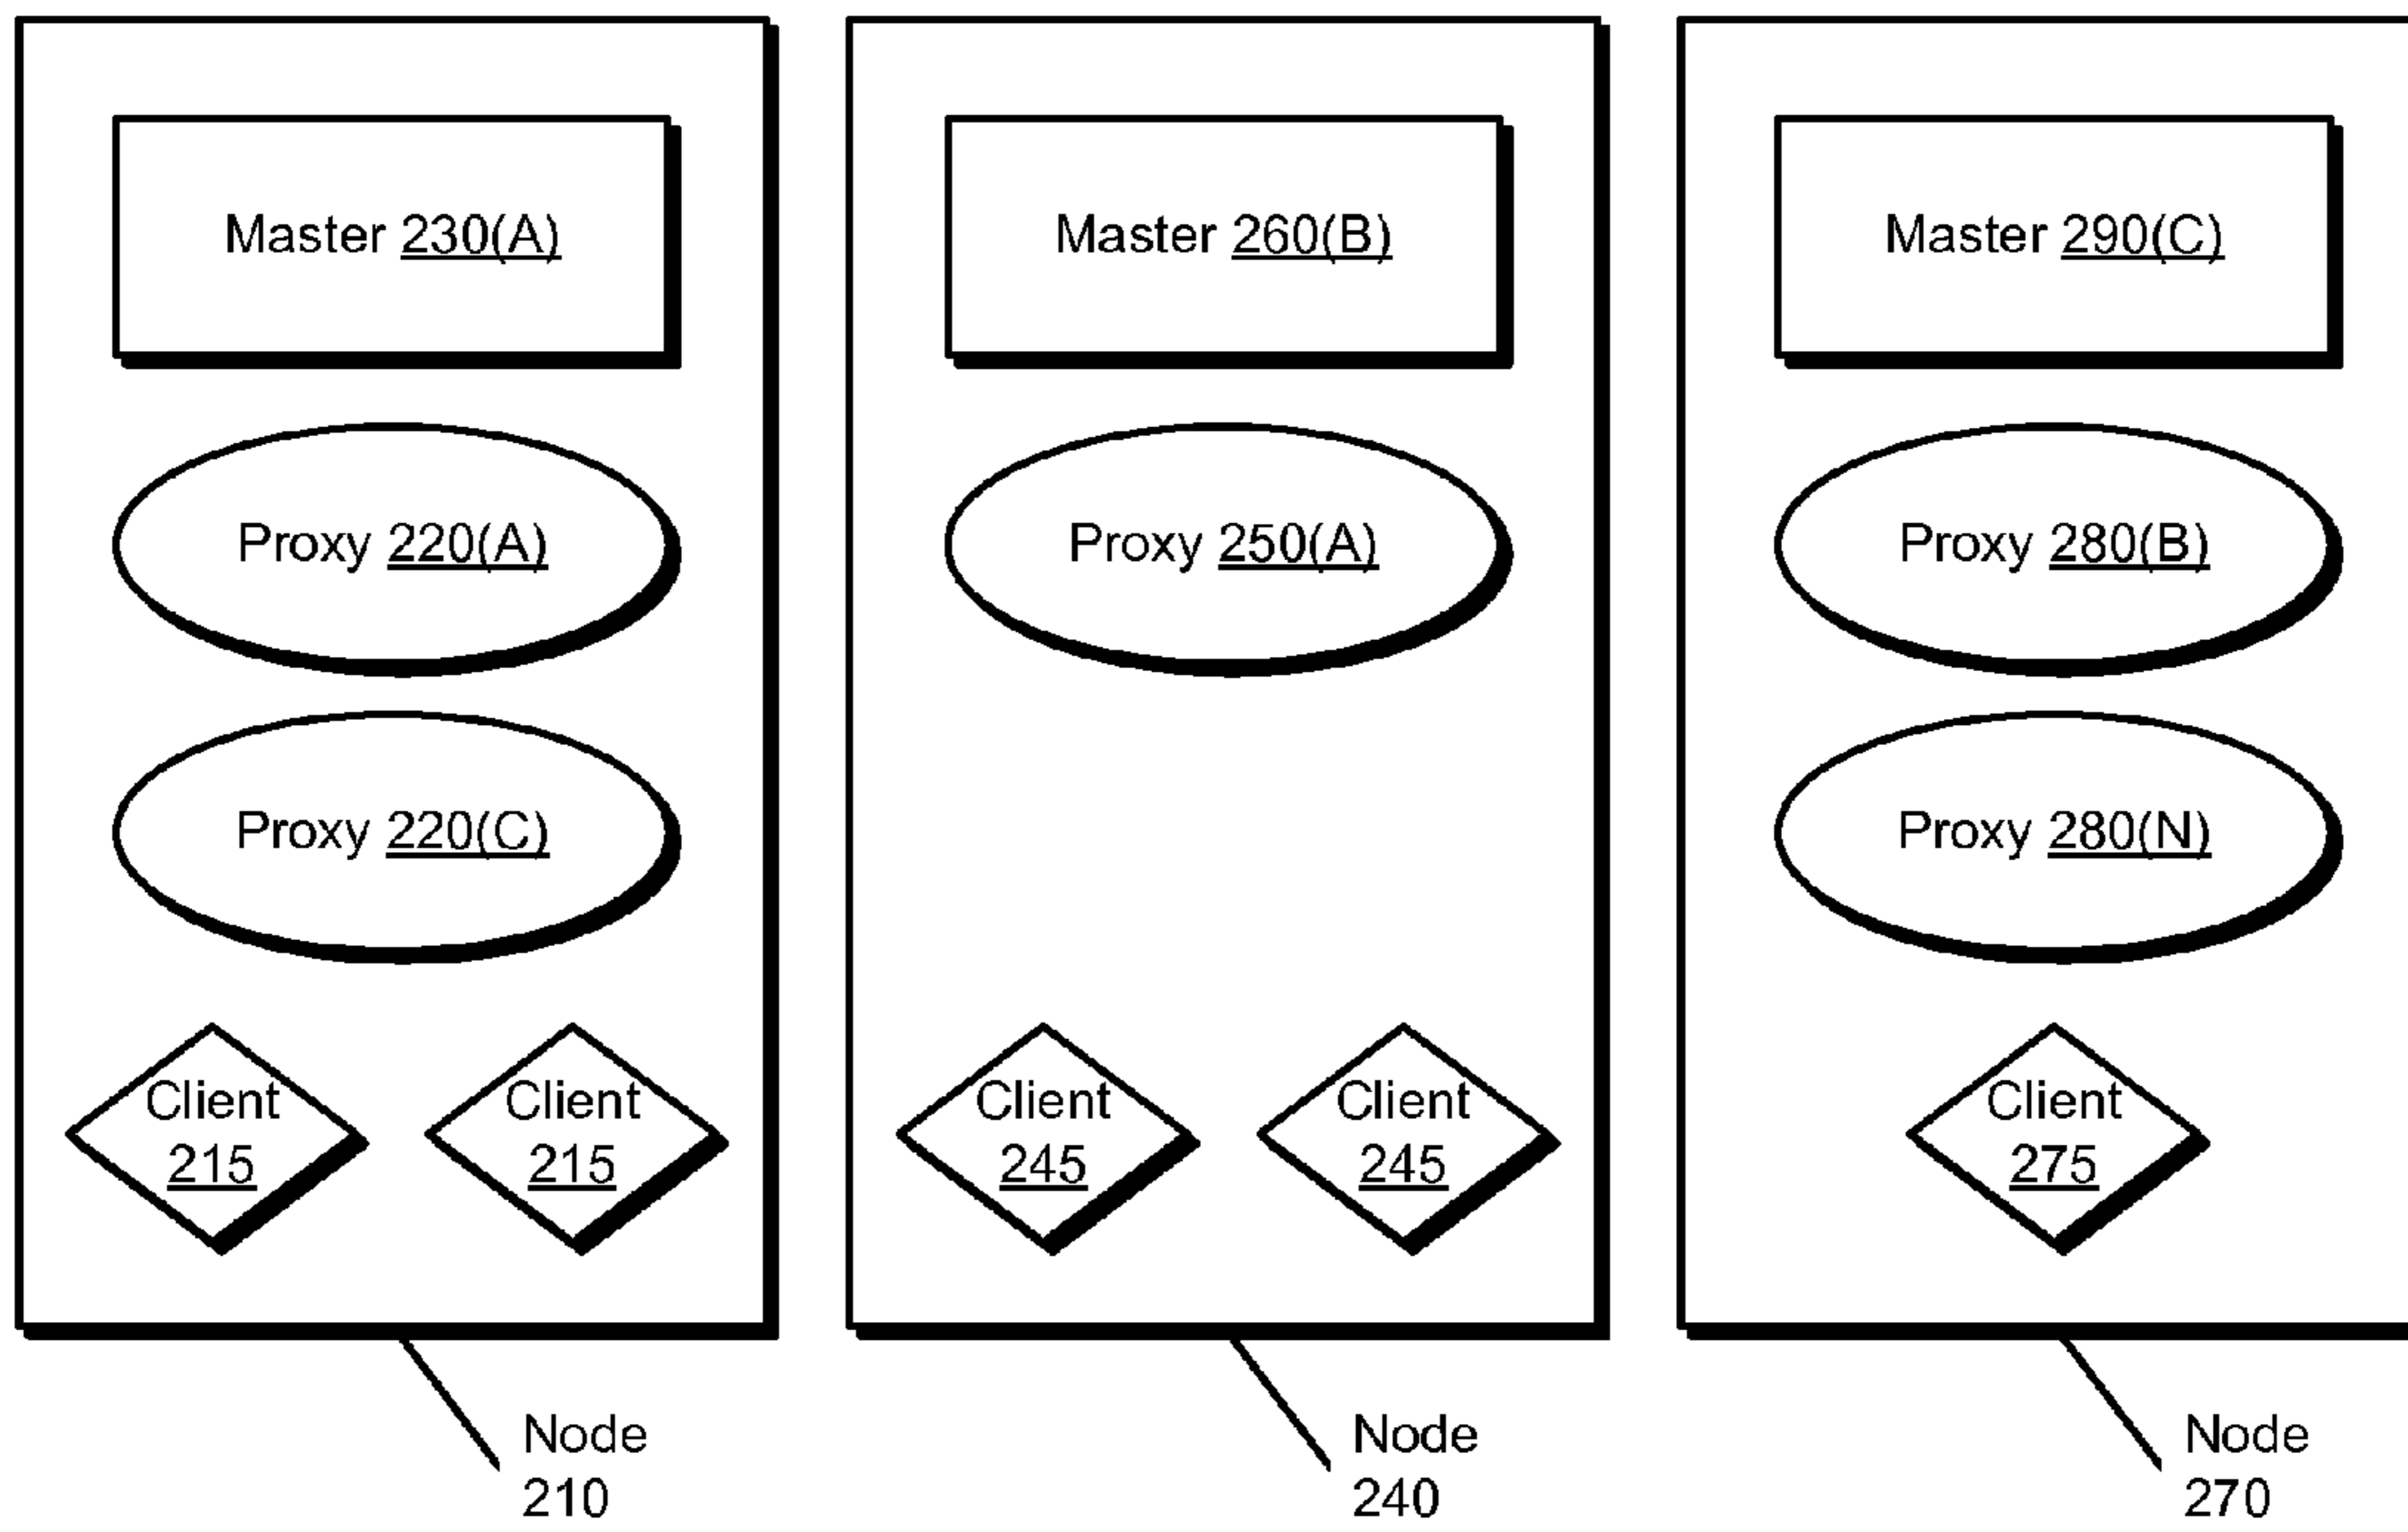 Master 230(A)
Proxy 220(A)
Proxy 220(C)
Client
215
Client
215
Node
210
Master 260(B)
Proxy 250(A)
Client
245
Client
245
Node
240
Master 290(C)
Proxy 280(B)
Proxy 280(N)
Client
275
Node
270